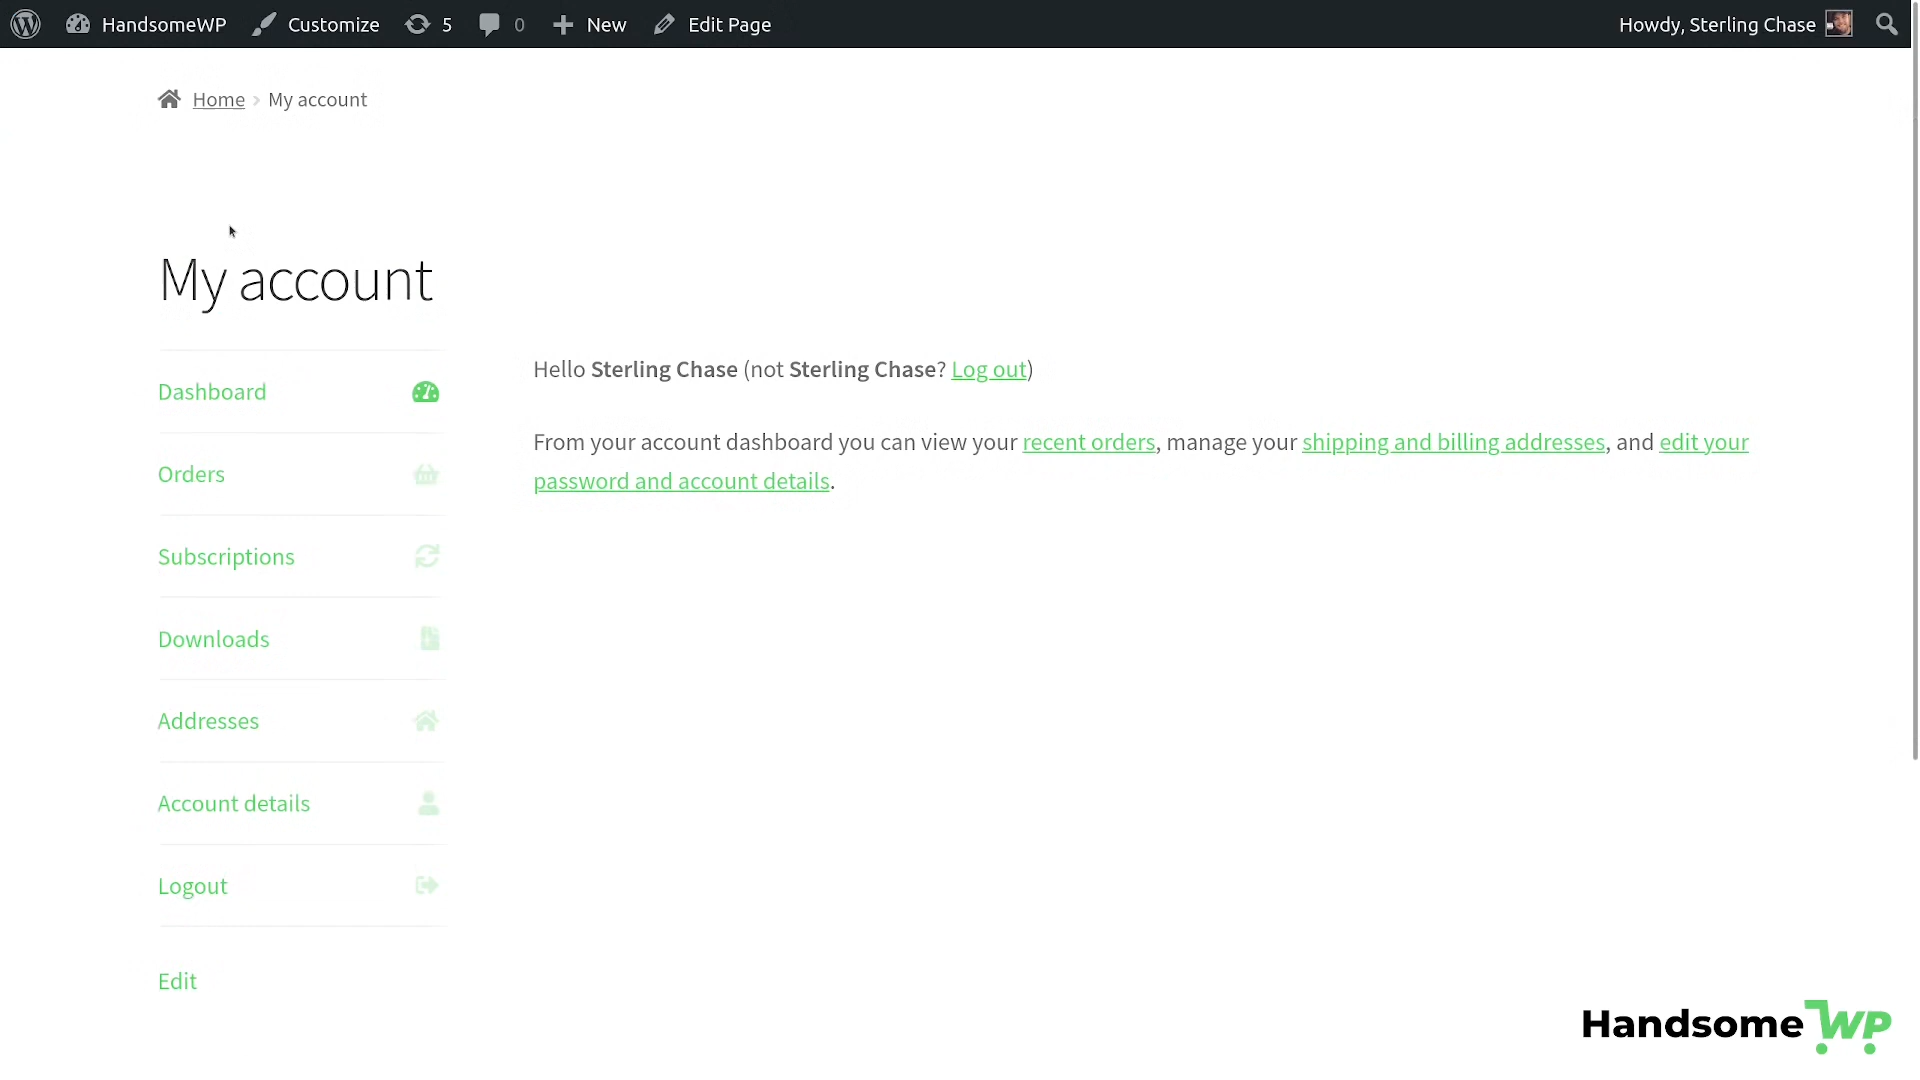 HandsomeWP Customize 5 0 New Edit Page Howdy, Sterling Chase
Home My account
My account
Hello Sterling Chase (not Sterling Chase? Log out)
Dashboard
From your account dashboard you can view your recent orders, manage your shipping and billing addresses, and edit your
password and account details.
Orders
Subscriptions
Downloads
Addresses
Account details
Logout
Edit
HandsomeWP